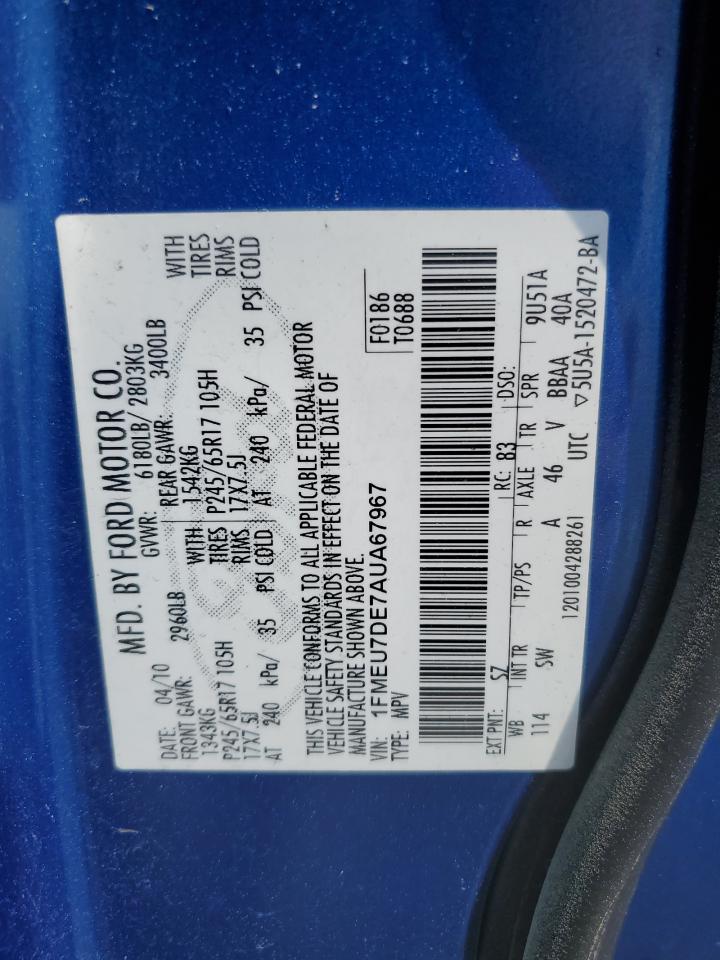 MFD. BY FORD MOTOR CO.
DATE: 04/10 GVWR: 6180LB/ 2803KG
FRONT GAWR: 2960LB REAR GAWR: 3400LB
1343KG WITH 1542KG WITH
P245/65R17 105H TIRES P245/65R17 105H TIRES
17X7.5J RIMS 17X7.5J RIMS
AT 240 kPa/ 35 PSI COLD AT 240 kPa/ 35 PSI COLD
THIS VEHICLE CONFORMS TO ALL APPLICABLE FEDERAL MOTOR
VEHICLE SAFETY STANDARDS IN EFFECT ON THE DATE OF
MANUFACTURE SHOWN ABOVE.
VIN: 1FMEU7DE7AUA67967 F0186
TYPE: MPV T0688
EXT PNT: SZ RC: B3 DSO:
WB INT TR TP/PS R AXLE TR SPR 9U51A
114 SW A 46 V BBAA 40A
1201004288261 UTC ▽5U5A-1520472-BA